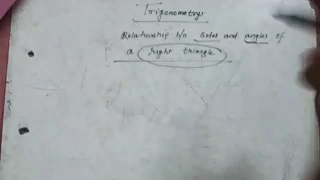 Trigonometry
Relationship b/w Sides and angles of
a right triangle